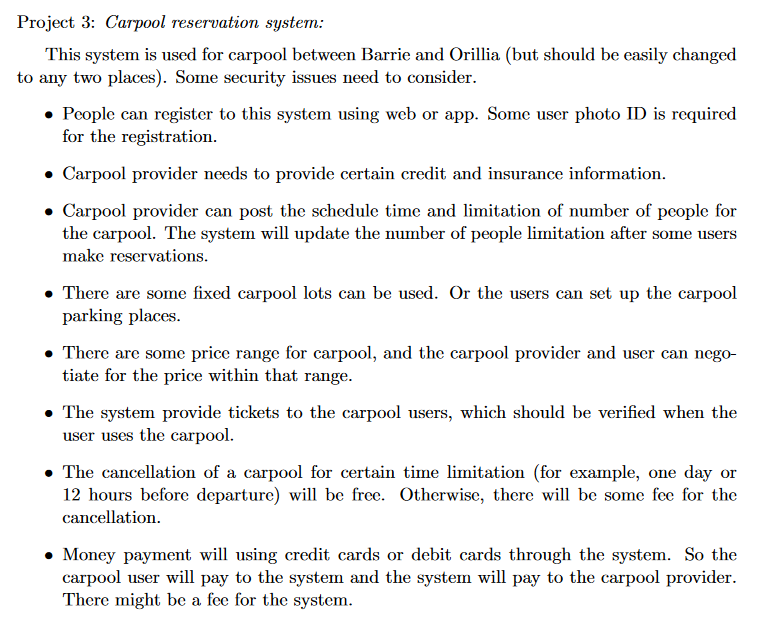 Project 3: Carpool reservation system:
This system is used for carpool between Barrie and Orillia (but should be easily changed
to any two places). Some security issues need to consider.
• People can register to this system using web or app. Some user photo ID is required
for the registration.
• Carpool provider needs to provide certain credit and insurance information.
• Carpool provider can post the schedule time and limitation of number of people for
the carpool. The system will update the number of people limitation after some users
make reservations.
• There are some fixed carpool lots can be used. Or the users can set up the carpool
parking places.
• There are some price range for carpool, and the carpool provider and user can nego-
tiate for the price within that range.
• The system provide tickets to the carpool users, which should be verified when the
user uses the carpool.
• The cancellation of a carpool for certain time limitation (for example, one day or
12 hours before departure) will be free. Otherwise, there will be some fee for the
cancellation.
• Money payment will using credit cards or debit cards through the system. So the
carpool user will pay to the system and the system will pay to the carpool provider.
There might be a fee for the system.